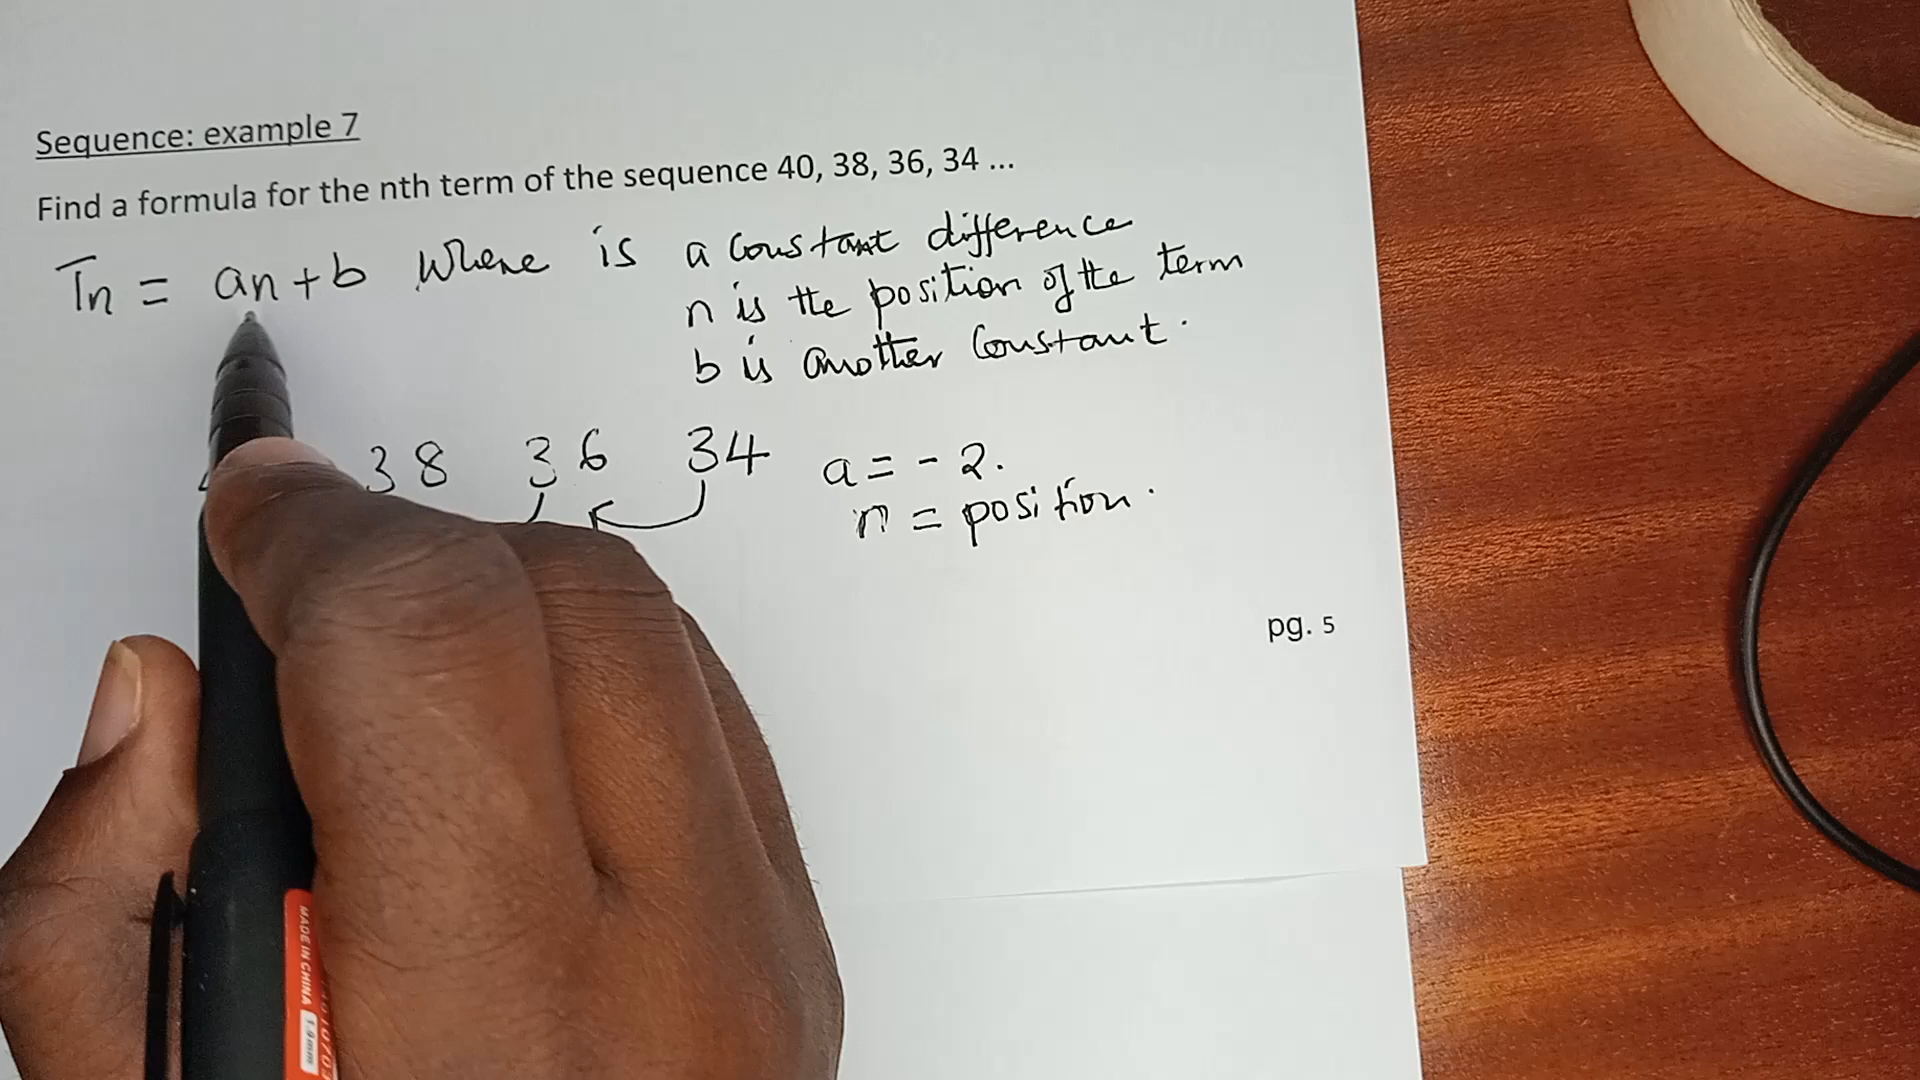 Sequence: example 7
Find a formula for the nth term of the sequence 40, 38, 36, 34 ...
Tn = an + b where is a constant difference
n is the position of the term
b is another constant.
38 36 34 a = - 2.
n = position.
pg. 5
MADE IN CHINA 1.0mm